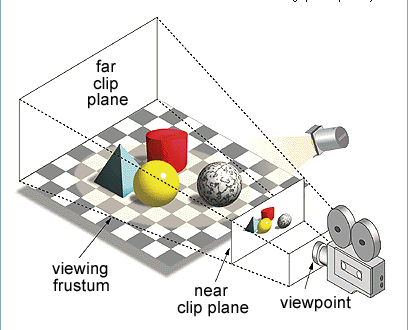 far
clip
plane
viewing
frustum
near
clip plane
viewpoint